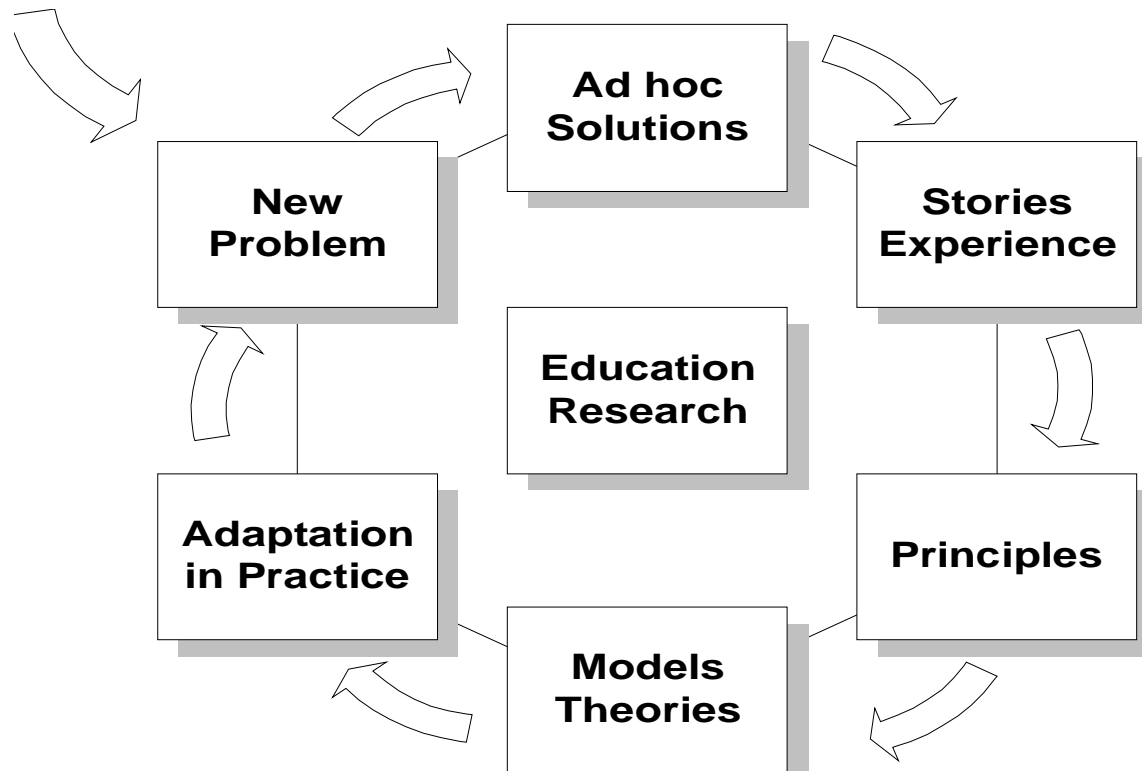 Ad hoc
Solutions
New
Problem
Stories
Experience
Education
Research
Adaptation
in Practice
Principles
Models
Theories